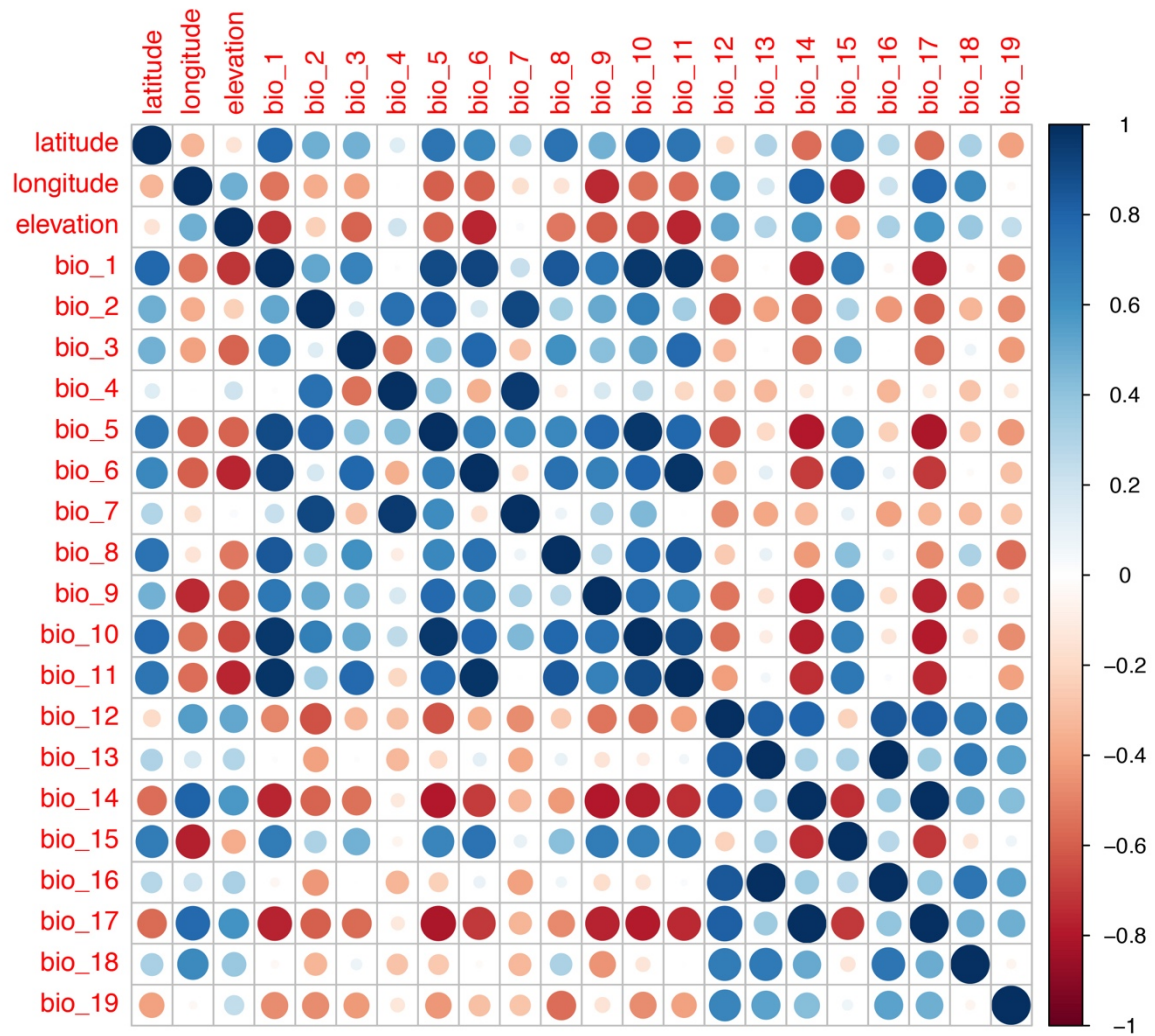 latitude
longitude
elevation
bio_1
bio_2
bio_3
bio_4
bio_5
bio_6
bio_7
bio_8
bio_9
bio_10
bio_11
bio_12
bio_13
bio_14
bio_15
bio_16
bio_17
bio_18
bio_19
latitude
longitude
elevation
bio_1
bio_2
bio_3
bio_4
bio_5
bio_6
bio_7
bio_8
bio_9
bio_10
bio_11
bio_12
bio_13
bio_14
bio_15
bio_16
bio_17
bio_18
bio_19
1
0.8
0.6
0.4
0.2
0
−0.2
−0.4
−0.6
−0.8
−1